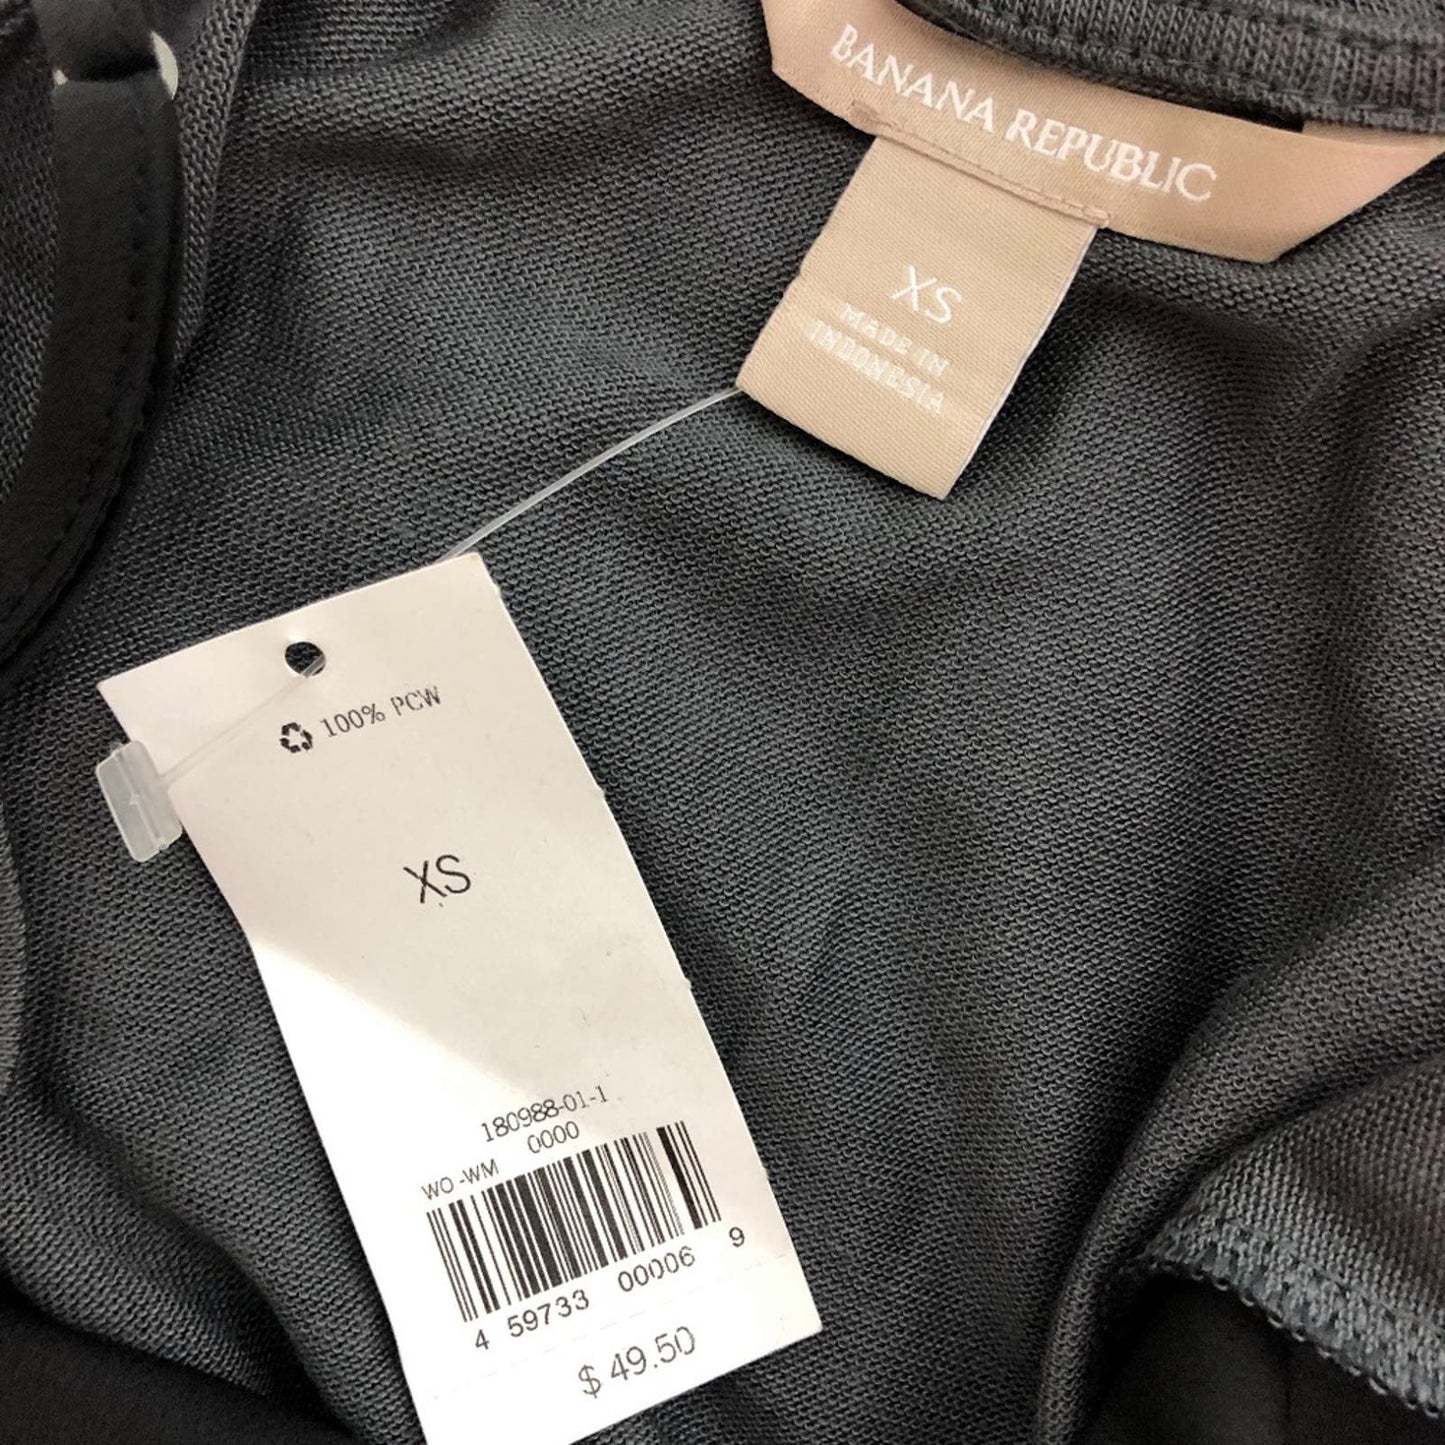 BANANA REPUBLIC
XS
MADE IN
INDONESIA
100% PCW
XS
180988-01-1
0000
WO-WM
4 59733 00006 9
$49.50